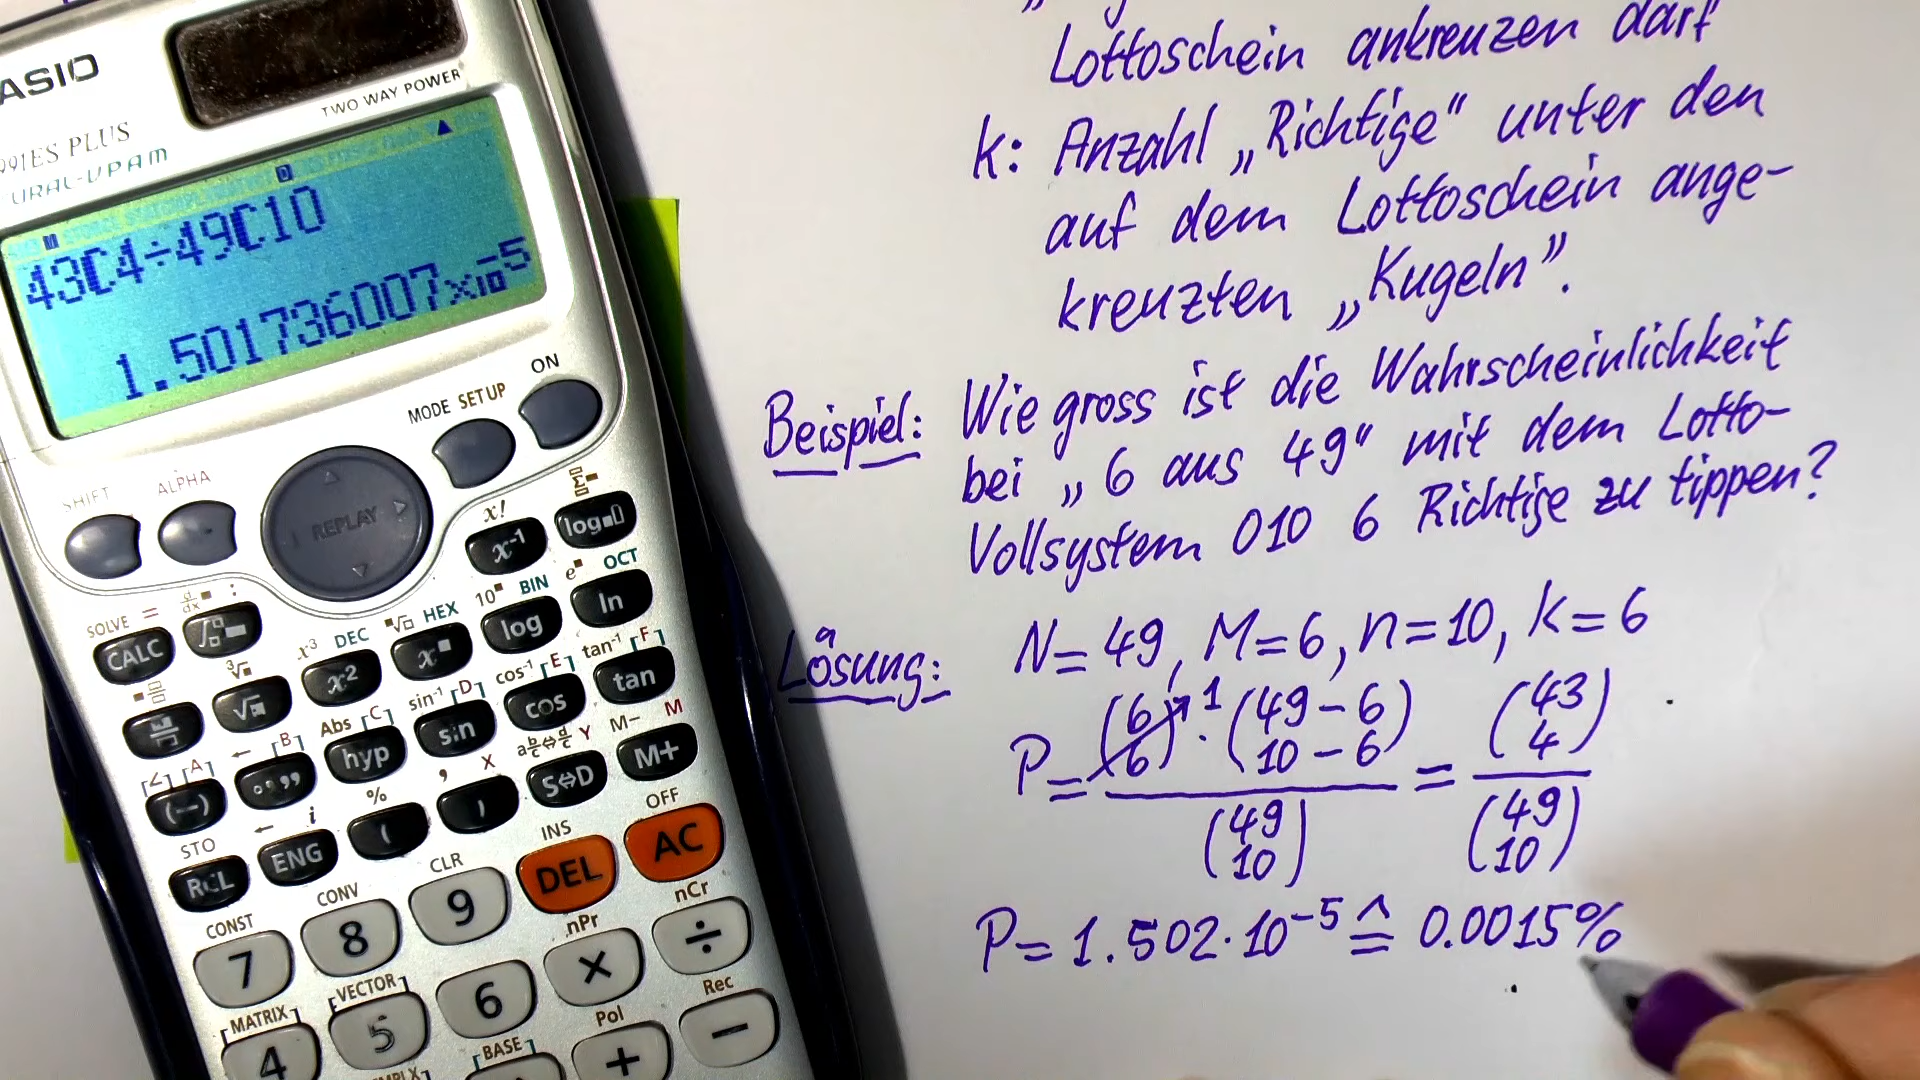 ASIO
TWO WAY POWER
991ES PLUS
URAL-V.P.A.M
43C4÷49C10
1.501736007×10-5
ON
MODE SETUP
SHIFT
ALPHA
REPLAY
x!
x-1
log
SOLVE =
d/dx
:
x3 DEC
√ HEX
10 BIN
e OCT
CALC
x2
x
log
ln
3√
Abs C
sin-1 D
cos-1 E
tan-1 F
√
hyp
sin
cos
tan
∠ A
← B
,
X
a b/c ⇔ d/c Y
M− M
(−)
° ’ ”
S⇔D
M+
STO
←
i
%
OFF
RCL
ENG
(
)
CLR
INS
DEL
AC
CONST
CONV
nPr
nCr
7
8
9
×
÷
MATRIX
VECTOR
Pol
Rec
4
5
6
+
−
BASE
Lottoschein ankreuzen darf
k: Anzahl „Richtige“ unter den
auf dem Lottoschein ange-
kreuzten „Kugeln”.
Beispiel: Wie gross ist die Wahrscheinlichkeit
bei „6 aus 49“ mit dem Lotto-
Vollsystem 010 6 Richtige zu tippen?
Lösung: a N=49, M=6, n=10, k=6
P= (6 6) 1 · (49-6 10-6) / (49 10) = (43 4) / (49 10)
P= 1.502·10-5 ≙ 0.0015%